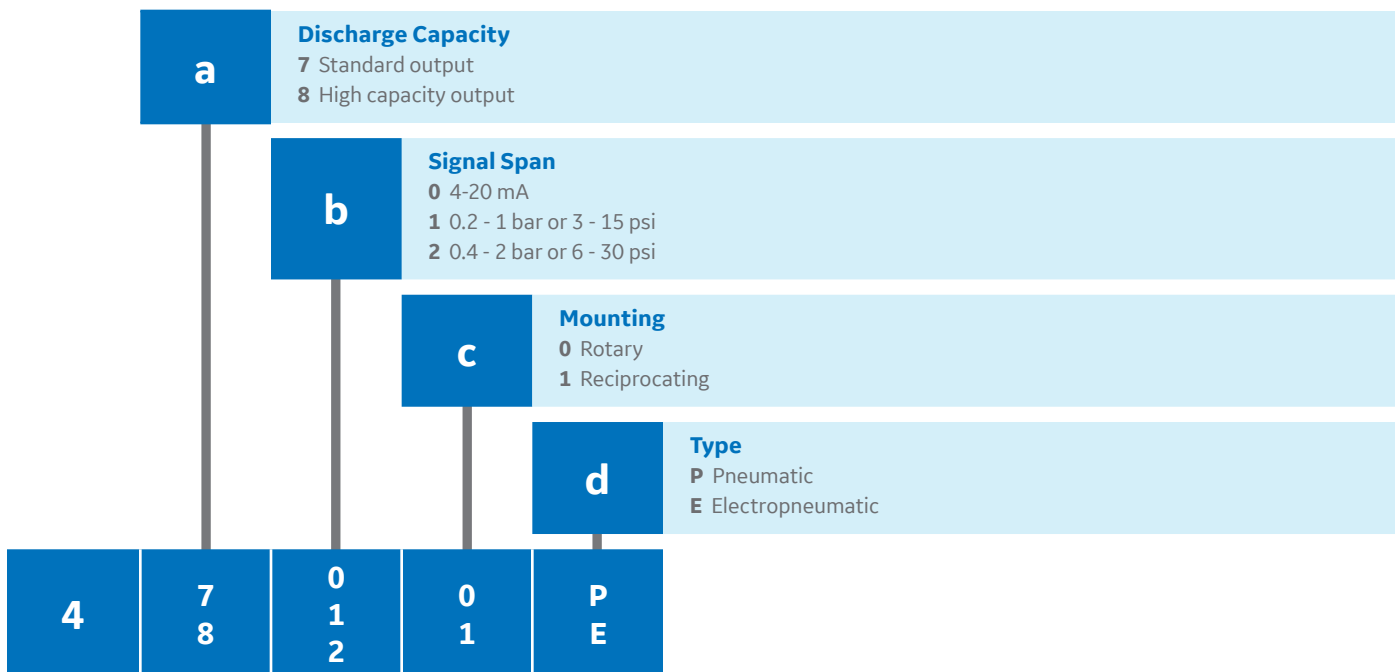 a
Discharge Capacity
7 Standard output
8 High capacity output
b
Signal Span
0 4-20 mA
1 0.2 - 1 bar or 3 - 15 psi
2 0.4 - 2 bar or 6 - 30 psi
c
Mounting
0 Rotary
1 Reciprocating
d
Type
P Pneumatic
E Electropneumatic
4
7
8
0
1
2
0
1
P
E